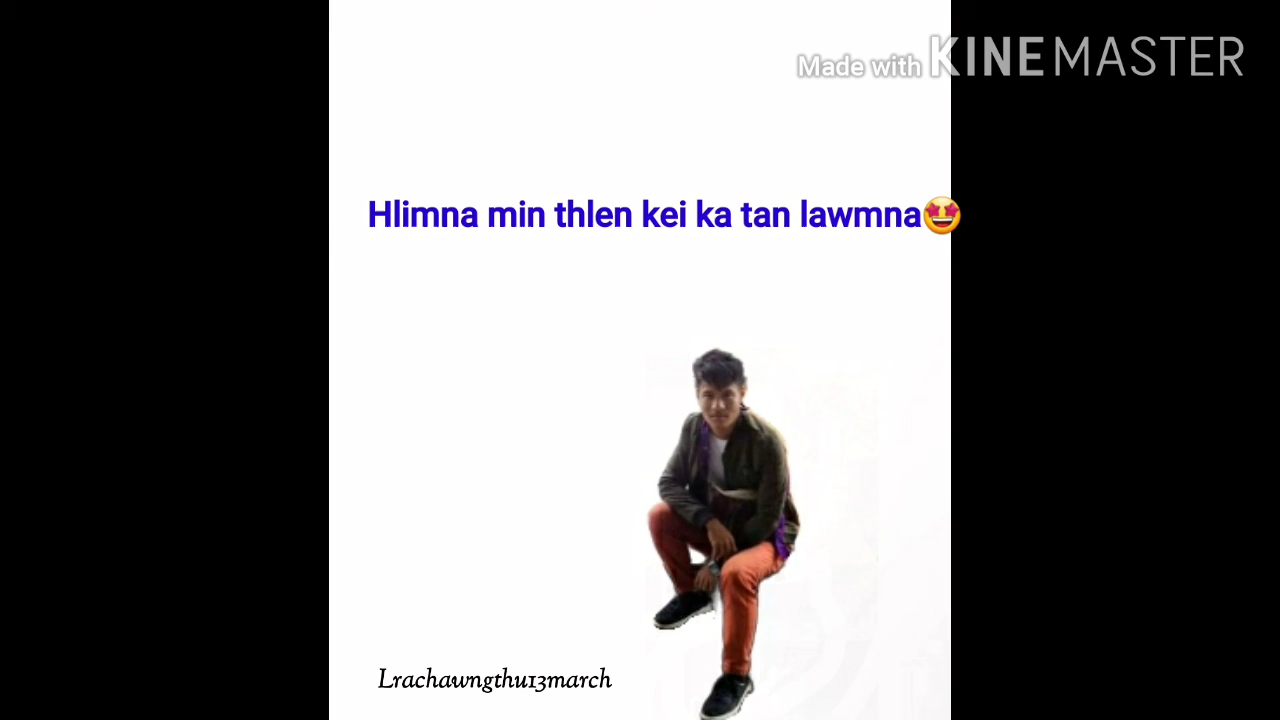 Made with KINEMASTER
Hlimna min thlen kei ka tan lawmna🤩
Lrachawngthu13march